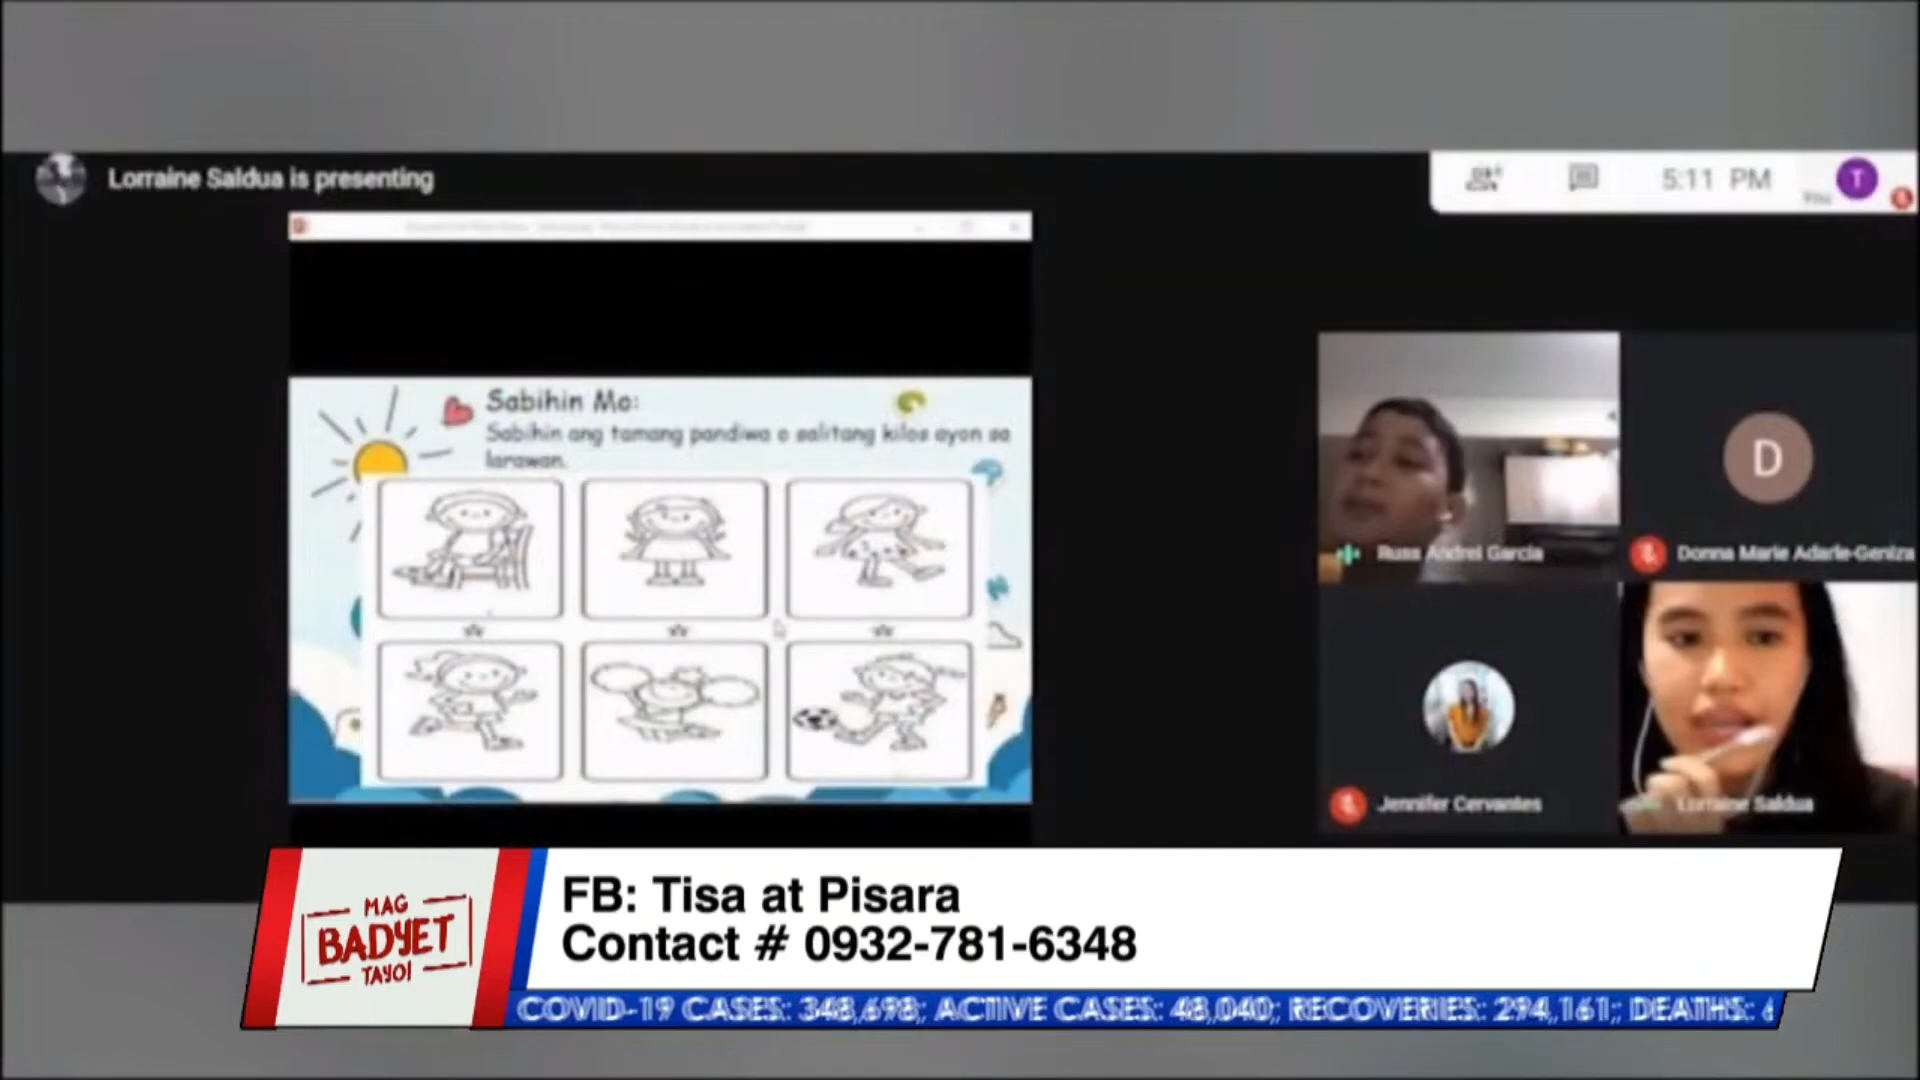 Lorraine Saldua is presenting
5:11 PM
You
T
Sabihin Mo:
Sabihin ang tamang pandiwa o salitang kilos ayon sa
larawan.
D
Russ Andrei Garcia
Donna Marie Adarle-Geniza
Jennifer Cervantes
Lorraine Saldua
MAG
BADYET
TAYO!
FB: Tisa at Pisara
Contact # 0932-781-6348
COVID-19 CASES: 348,698; ACTIVE CASES: 48,040; RECOVERIES: 294,161; DEATHS: